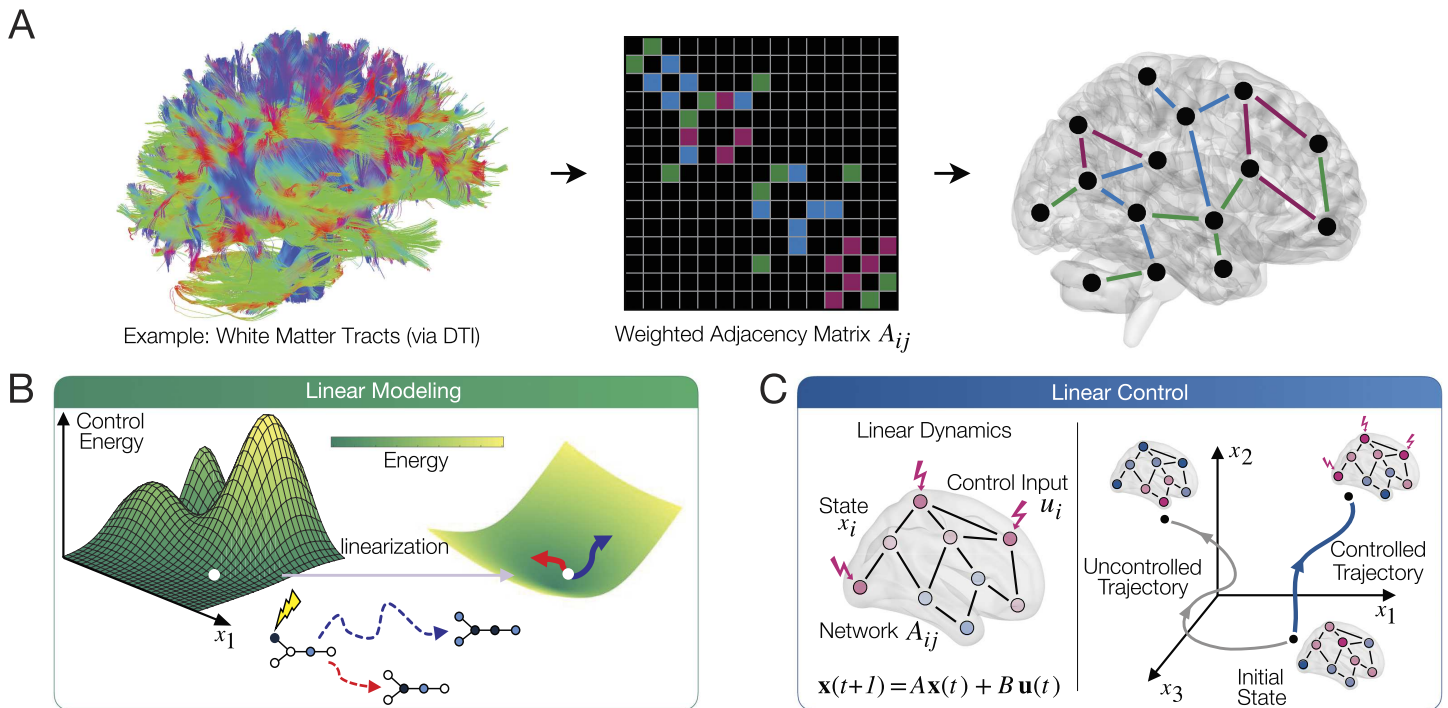 A
Example: White Matter Tracts (via DTI)
Weighted Adjacency Matrix A_ij
B
Linear Modeling
Control
Energy
Energy
linearization
x_1
C
Linear Control
Linear Dynamics
Control Input
u_i
State
x_i
Network A_ij
x(t+1) = Ax(t) + B u(t)
x_2
Uncontrolled
Trajectory
Controlled
Trajectory
x_1
x_3
Initial
State